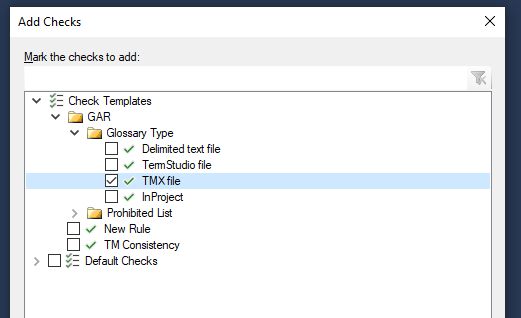 Add Checks
Mark the checks to add:
Check Templates
GAR
Glossary Type
Delimited text file
TermStudio file
TMX file
InProject
Prohibited List
New Rule
TM Consistency
Default Checks